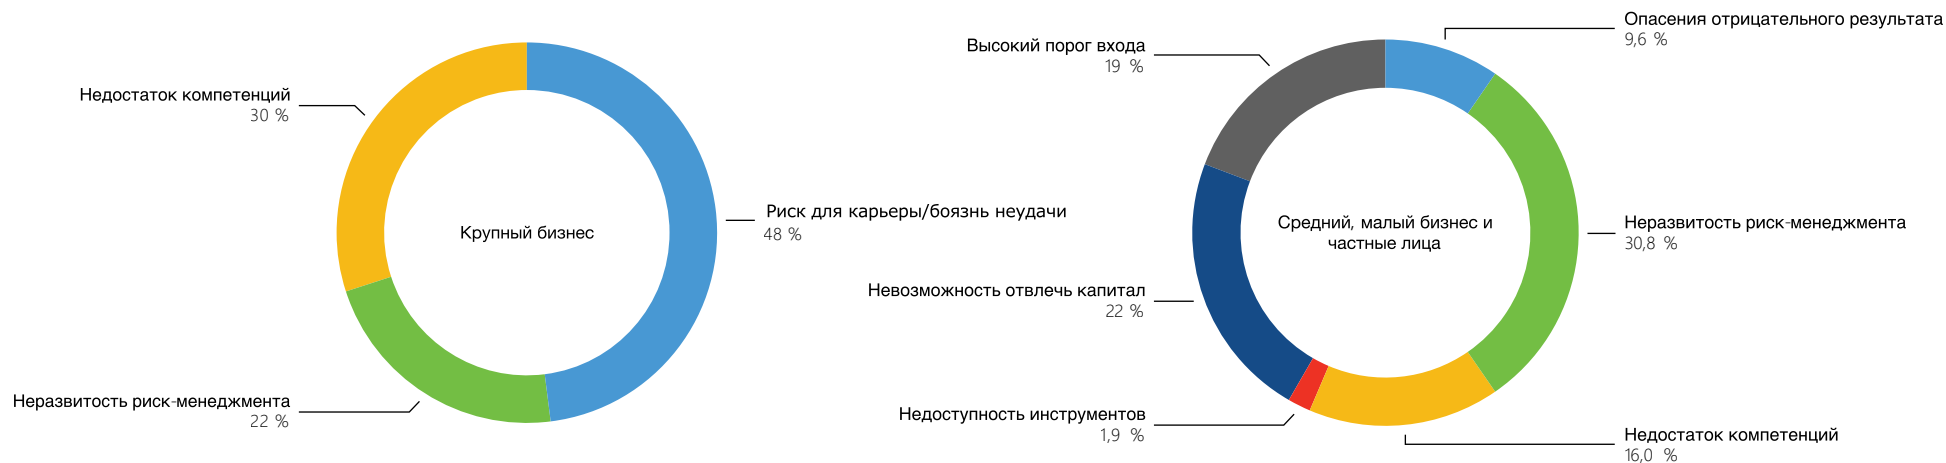 Недостаток компетенций
30 %
Крупный бизнес
Риск для карьеры/боязнь неудачи
48 %
Неразвитость риск-менеджмента
22 %
Опасения отрицательного результата
9,6 %
Высокий порог входа
19 %
Средний, малый бизнес и
частные лица
Неразвитость риск-менеджмента
30,8 %
Невозможность отвлечь капитал
22 %
Недоступность инструментов
1,9 %
Недостаток компетенций
16,0 %